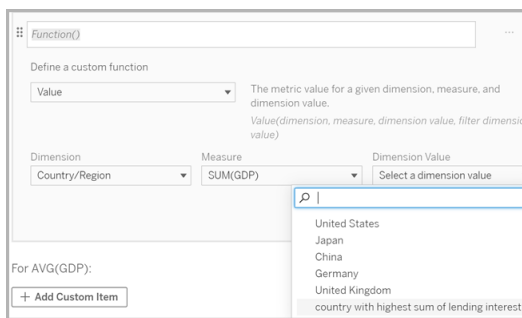 Function()
Define a custom function
Value
The metric value for a given dimension, measure, and
dimension value.
Value(dimension, measure, dimension value, filter dimensio
value)
Dimension
Measure
Dimension Value
Country/Region
SUM(GDP)
Select a dimension value
United States
Japan
China
Germany
United Kingdom
country with highest sum of lending interest
For AVG(GDP):
+ Add Custom Item